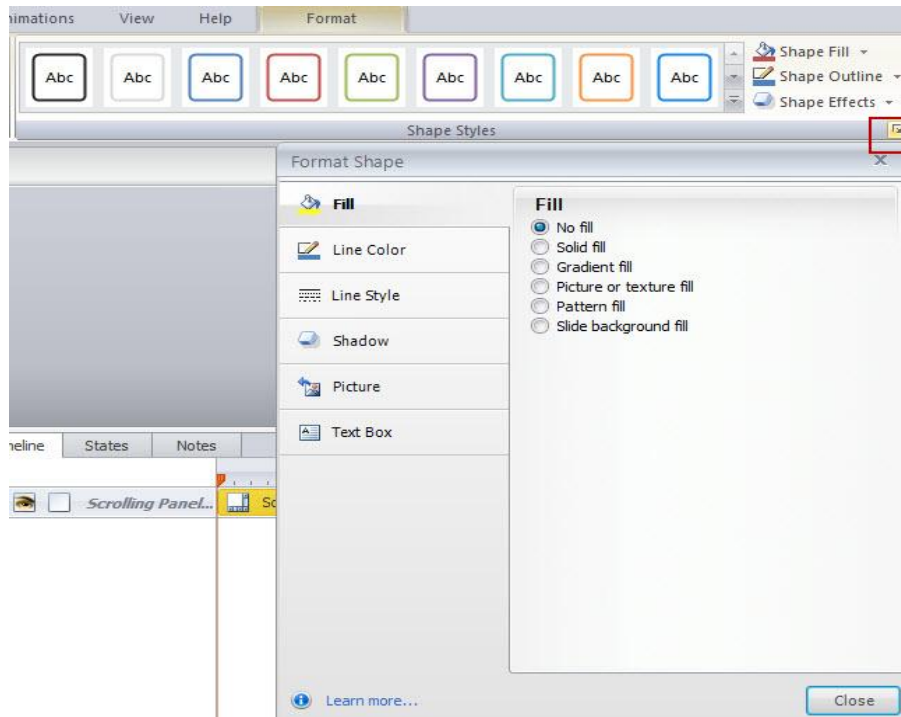 nimations View Help Format
Abc Abc Abc Abc Abc Abc Abc Abc Abc
Shape Fill
Shape Outline
Shape Effects
Shape Styles
Format Shape
Fill
Line Color
Line Style
Shadow
Picture
Text Box
Fill
No fill
Solid fill
Gradient fill
Picture or texture fill
Pattern fill
Slide background fill
neline States Notes
Scrolling Panel... Sc
Learn more...
Close